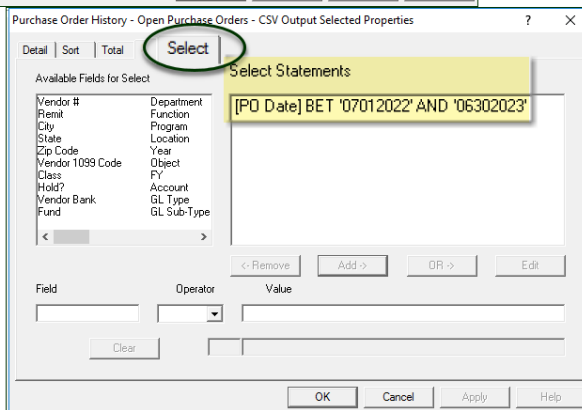 Purchase Order History - Open Purchase Orders - CSV Output Selected Properties ? X
Detail Sort Total Select
Available Fields for Select
Select Statements
Vendor # Department
Remit Function
City Program
State Location
Zip Code Year
Vendor 1099 Code Object
Class FY
Hold? Account
Vendor Bank GL Type
Fund GL Sub-Type
[PO Date] BET '07012022' AND '06302023'
<- Remove Add -> OR -> Edit
Field Operator Value
Clear
OK Cancel Apply Help